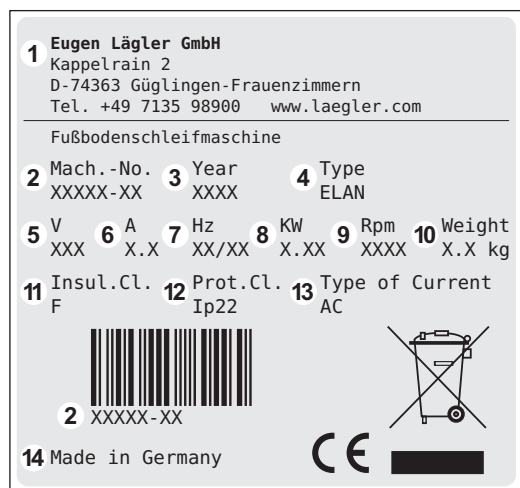 1 Eugen Lägler GmbH
Kappelrain 2
D-74363 Güglingen-Frauenzimmern
Tel. +49 7135 98900 www.laegler.com
Fußbodenschleifmaschine
2 Mach.-No. 3 Year 4 Type
XXXXX-XX XXXX ELAN
5 V 6 A 7 Hz 8 KW 9 Rpm 10 Weight
XXX X.X XX/XX X.XX XXXX X.X kg
11 Insul.Cl. 12 Prot.Cl. 13 Type of Current
F Ip22 AC
2 XXXXX-XX
14 Made in Germany CE